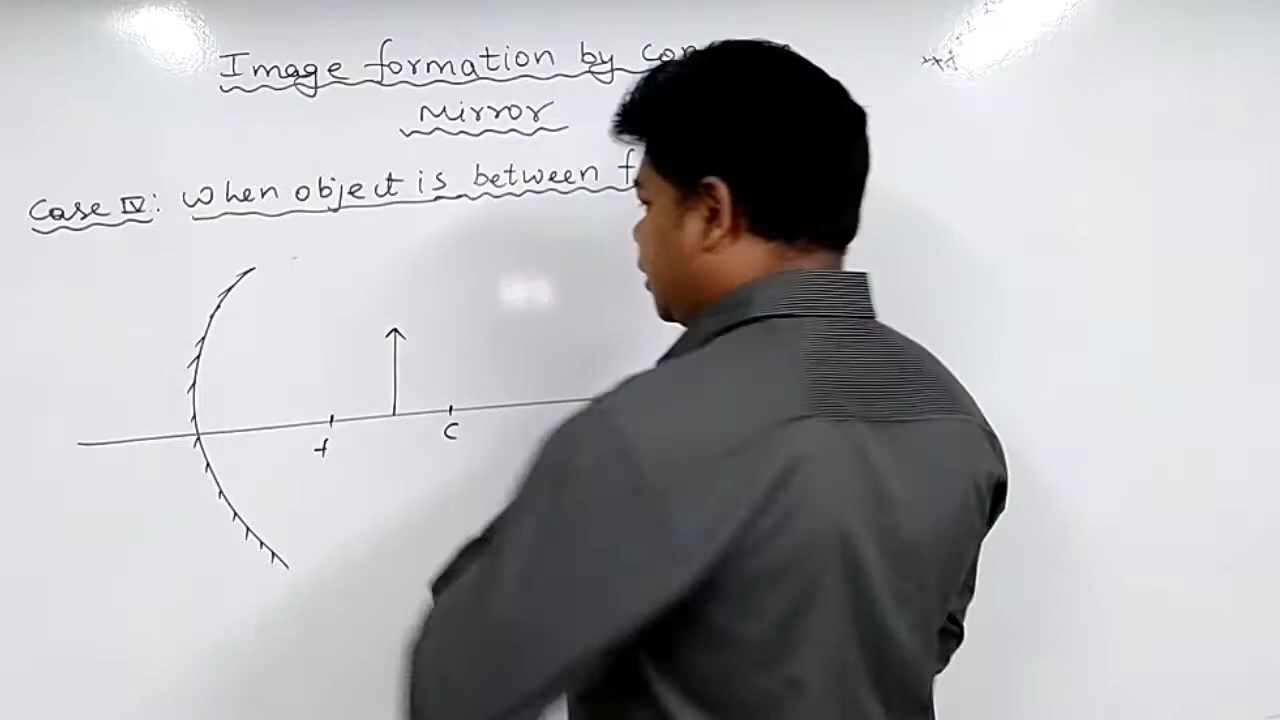 Image formation by
Mirror
Case IV: when object is between
f
C